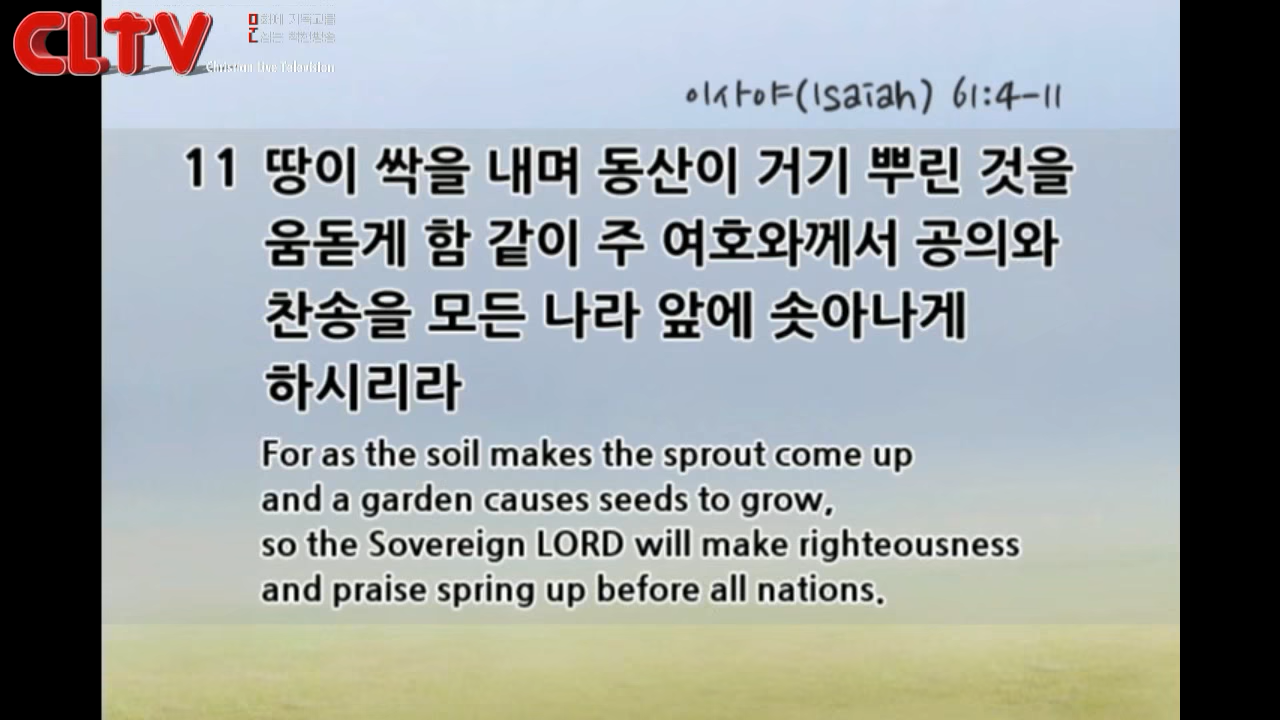 CLTV
Christian Live Television
이사야(Isaiah) 61:4-11
11 땅이 싹을 내며 동산이 거기 뿌린 것을
움돋게 함 같이 주 여호와께서 공의와
찬송을 모든 나라 앞에 솟아나게
하시리라
For as the soil makes the sprout come up
and a garden causes seeds to grow,
so the Sovereign LORD will make righteousness
and praise spring up before all nations.